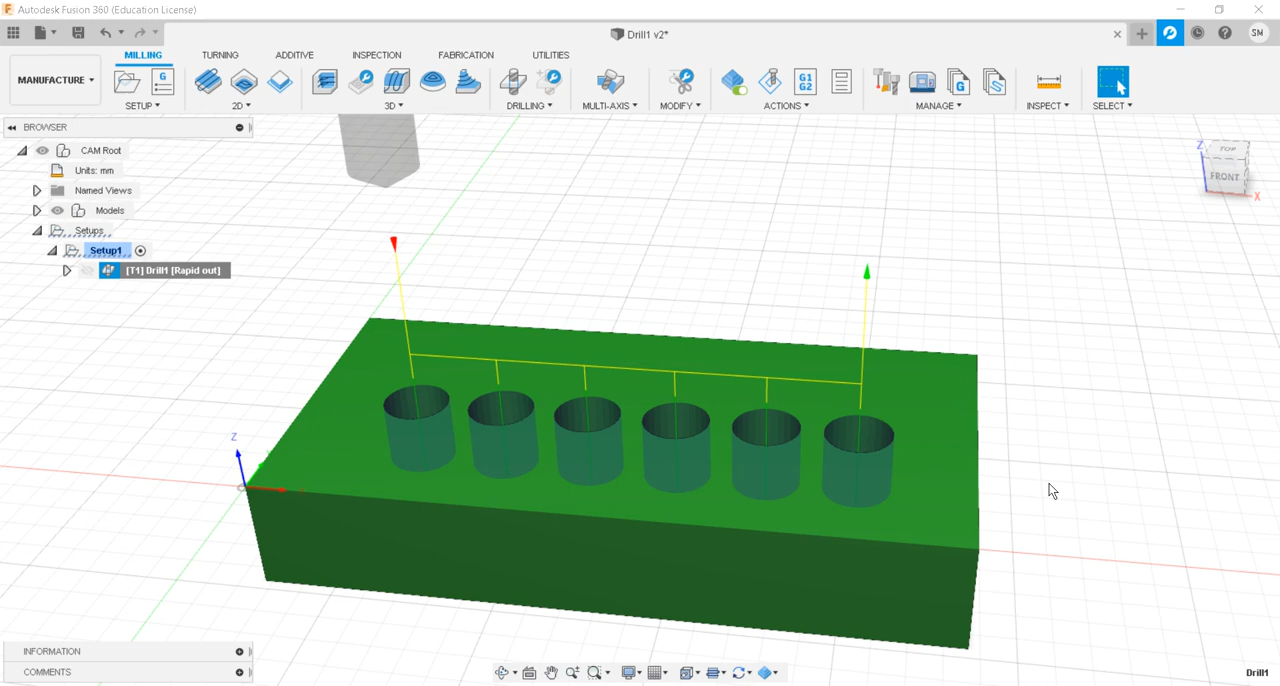 Autodesk Fusion 360 (Education License)
Drill1 v2*
SM
MILLING TURNING ADDITIVE INSPECTION FABRICATION UTILITIES
MANUFACTURE
G
G1
G2
G
S
SETUP 2D 3D DRILLING MULTI-AXIS MODIFY ACTIONS MANAGE INSPECT SELECT
BROWSER
CAM Root
Units: mm
Named Views
Models
Setups
Setup1
[T1] Drill1 [Rapid out]
Z
TOP
FRONT
X
Z
INFORMATION
COMMENTS
Drill1